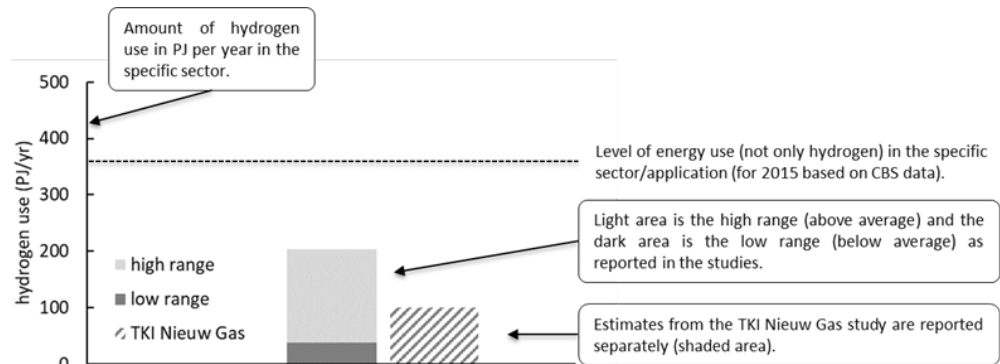 Amount of hydrogen
use in PJ per year in the
specific sector.
500
400
300
200
100
0
hydrogen use (PJ/yr)
high range
low range
TKI Nieuw Gas
Level of energy use (not only hydrogen) in the specific
sector/application (for 2015 based on CBS data).
Light area is the high range (above average) and the
dark area is the low range (below average) as
reported in the studies.
Estimates from the TKI Nieuw Gas study are reported
separately (shaded area).